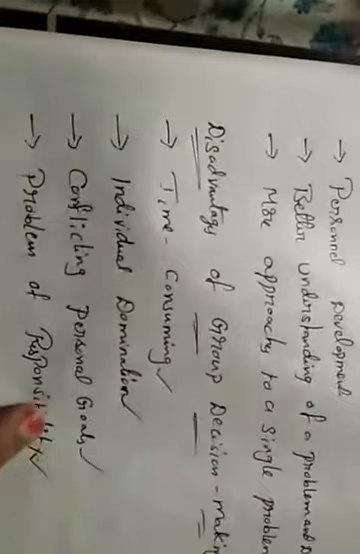 → Personnel Development
→ Better understanding of a problem and
→ More approachs to a single problem
Disadvantages of Group Decision-making
→ Time-Consuming ✓
→ Individual Domination ✓
→ Conflicting Personal Goals ✓
→ Problem of Responsibility ✓